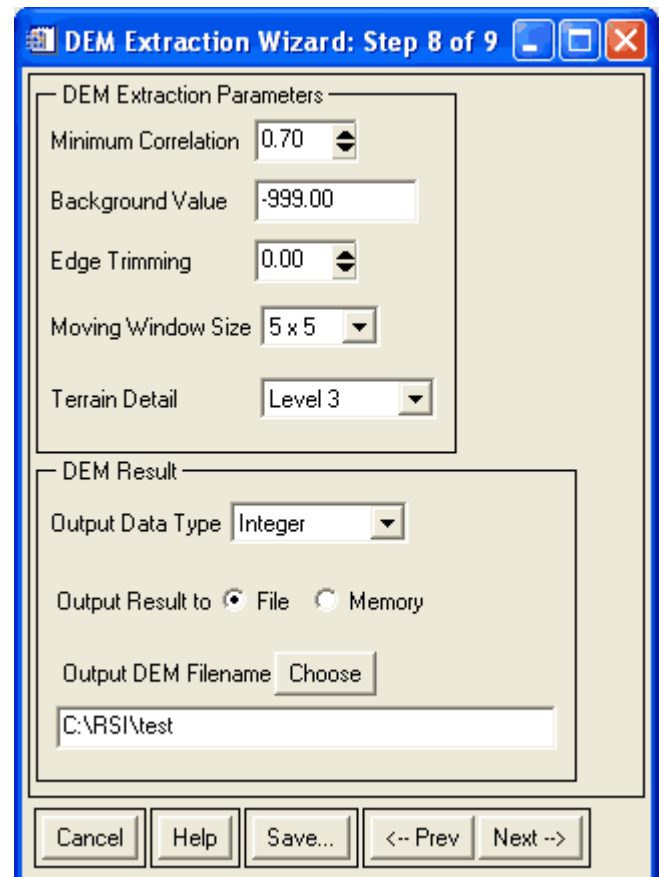 DEM Extraction Wizard: Step 8 of 9
DEM Extraction Parameters
Minimum Correlation 0.70
Background Value -999.00
Edge Trimming 0.00
Moving Window Size 5 x 5
Terrain Detail Level 3
DEM Result
Output Data Type Integer
Output Result to File Memory
Output DEM Filename Choose
C:\RSI\test
Cancel Help Save... <-- Prev Next -->